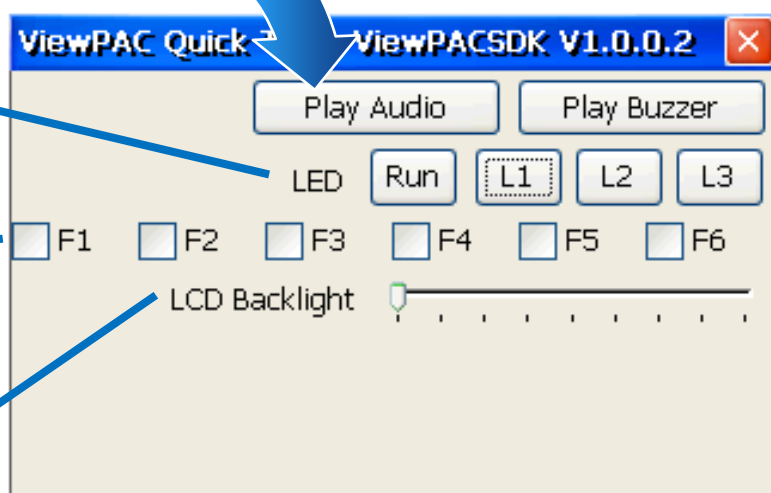 ViewPAC Quick ViewPACSDK V1.0.0.2
Play Audio Play Buzzer
LED Run L1 L2 L3
F1 F2 F3 F4 F5 F6
LCD Backlight